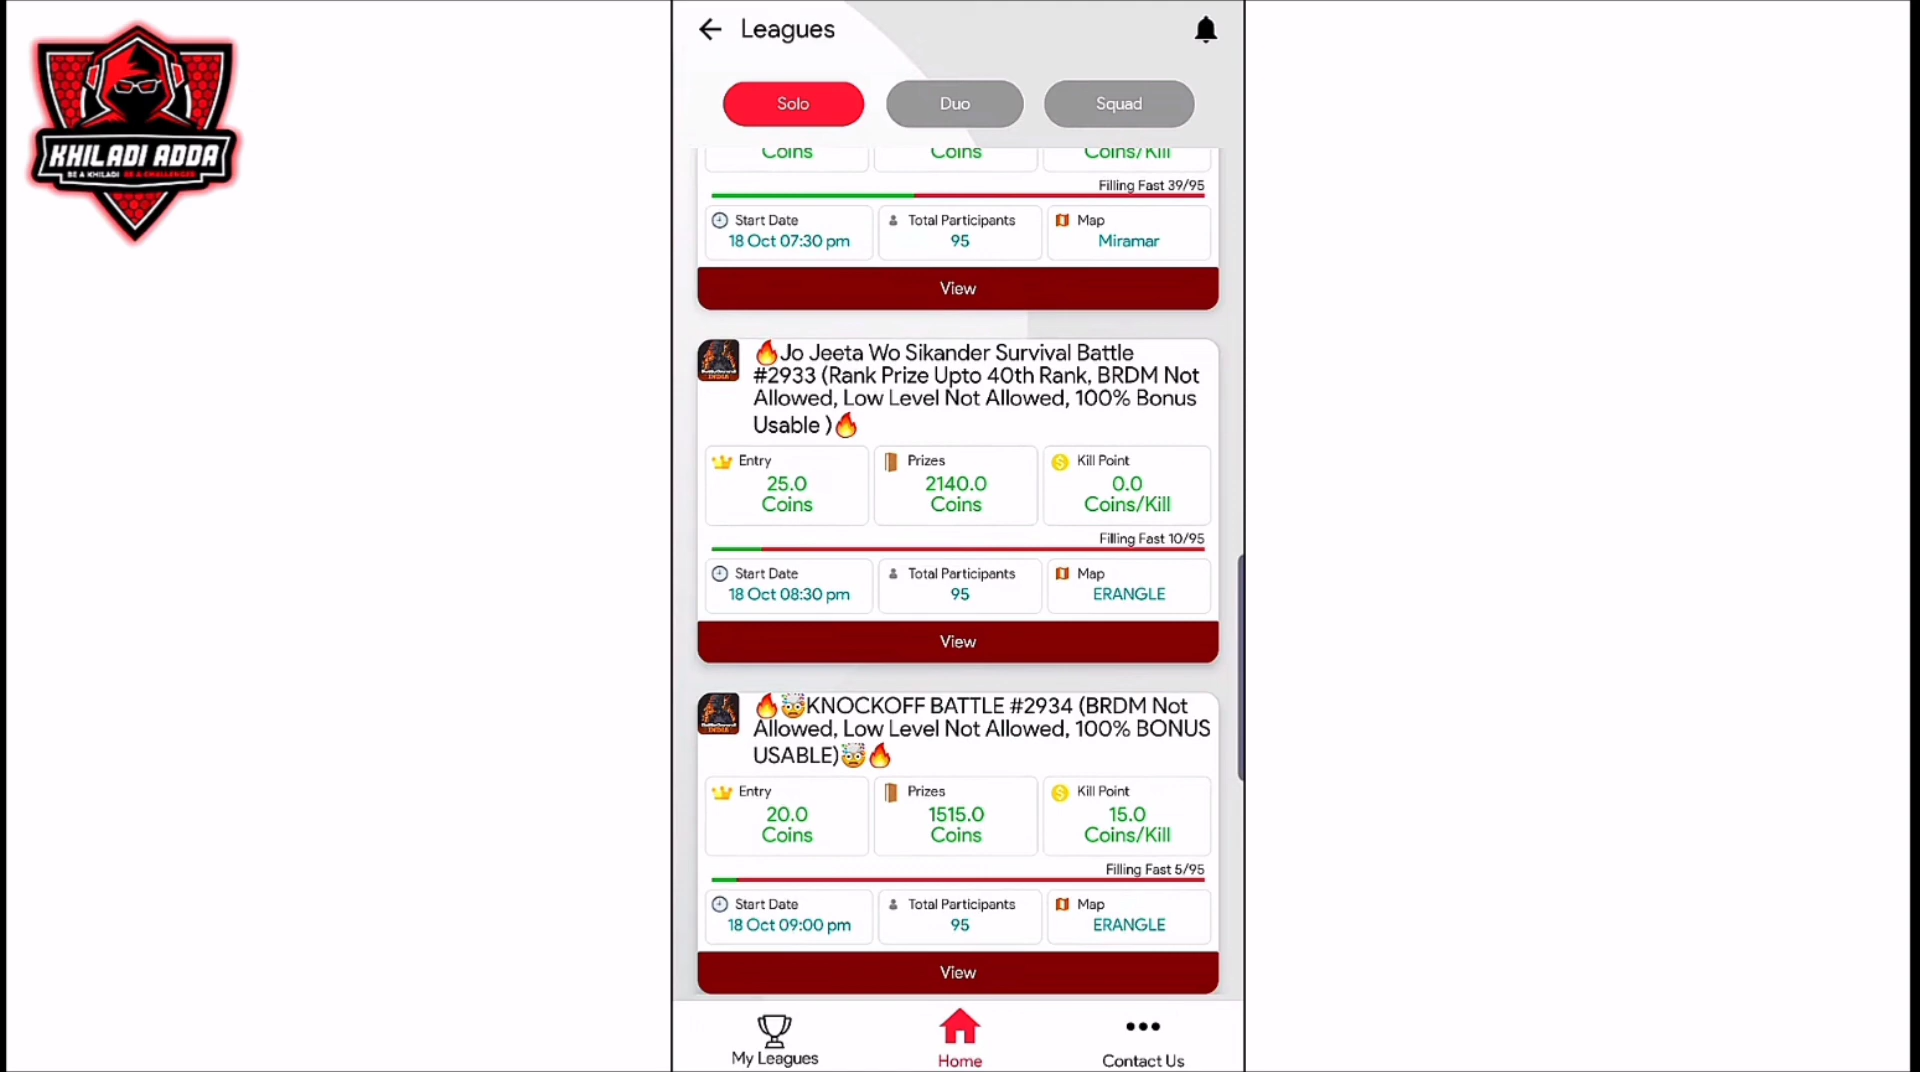 KHILADI ADDA
BE A KHILADI BE A CHALLENGER
Leagues
Solo
Duo
Squad
Coins
Coins
Coins/Kill
Filling Fast 39/95
Start Date
Total Participants
Map
18 Oct 07:30 pm
95
Miramar
View
🔥Jo Jeeta Wo Sikander Survival Battle
#2933 (Rank Prize Upto 40th Rank, BRDM Not
Allowed, Low Level Not Allowed, 100% Bonus
Usable )🔥
Entry
Prizes
Kill Point
25.0
2140.0
0.0
Coins
Coins
Coins/Kill
Filling Fast 10/95
Start Date
Total Participants
Map
18 Oct 08:30 pm
95
ERANGLE
View
🔥🤯KNOCKOFF BATTLE #2934 (BRDM Not
Allowed, Low Level Not Allowed, 100% BONUS
USABLE)🤯🔥
Entry
Prizes
Kill Point
20.0
1515.0
15.0
Coins
Coins
Coins/Kill
Filling Fast 5/95
Start Date
Total Participants
Map
18 Oct 09:00 pm
95
ERANGLE
View
My Leagues
Home
Contact Us